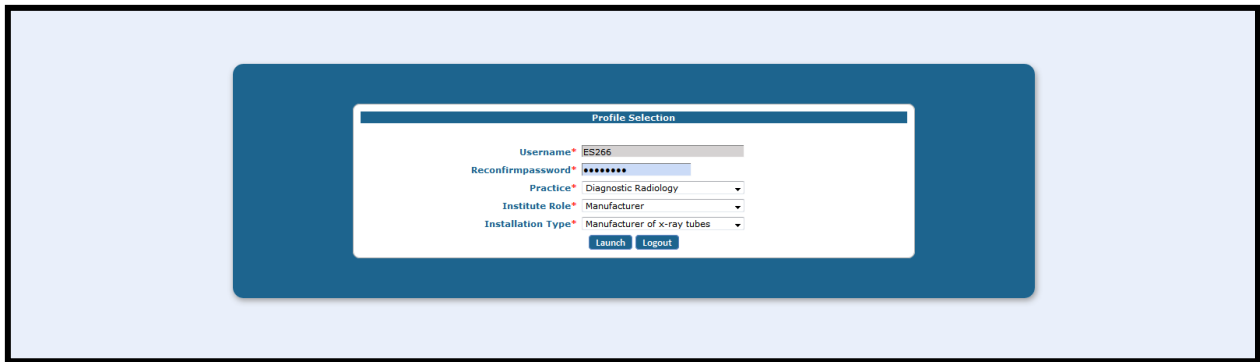 Profile Selection
Username* ES266
Reconfirmpassword* ••••••••
Practice* Diagnostic Radiology
Institute Role* Manufacturer
Installation Type* Manufacturer of x-ray tubes
Launch Logout